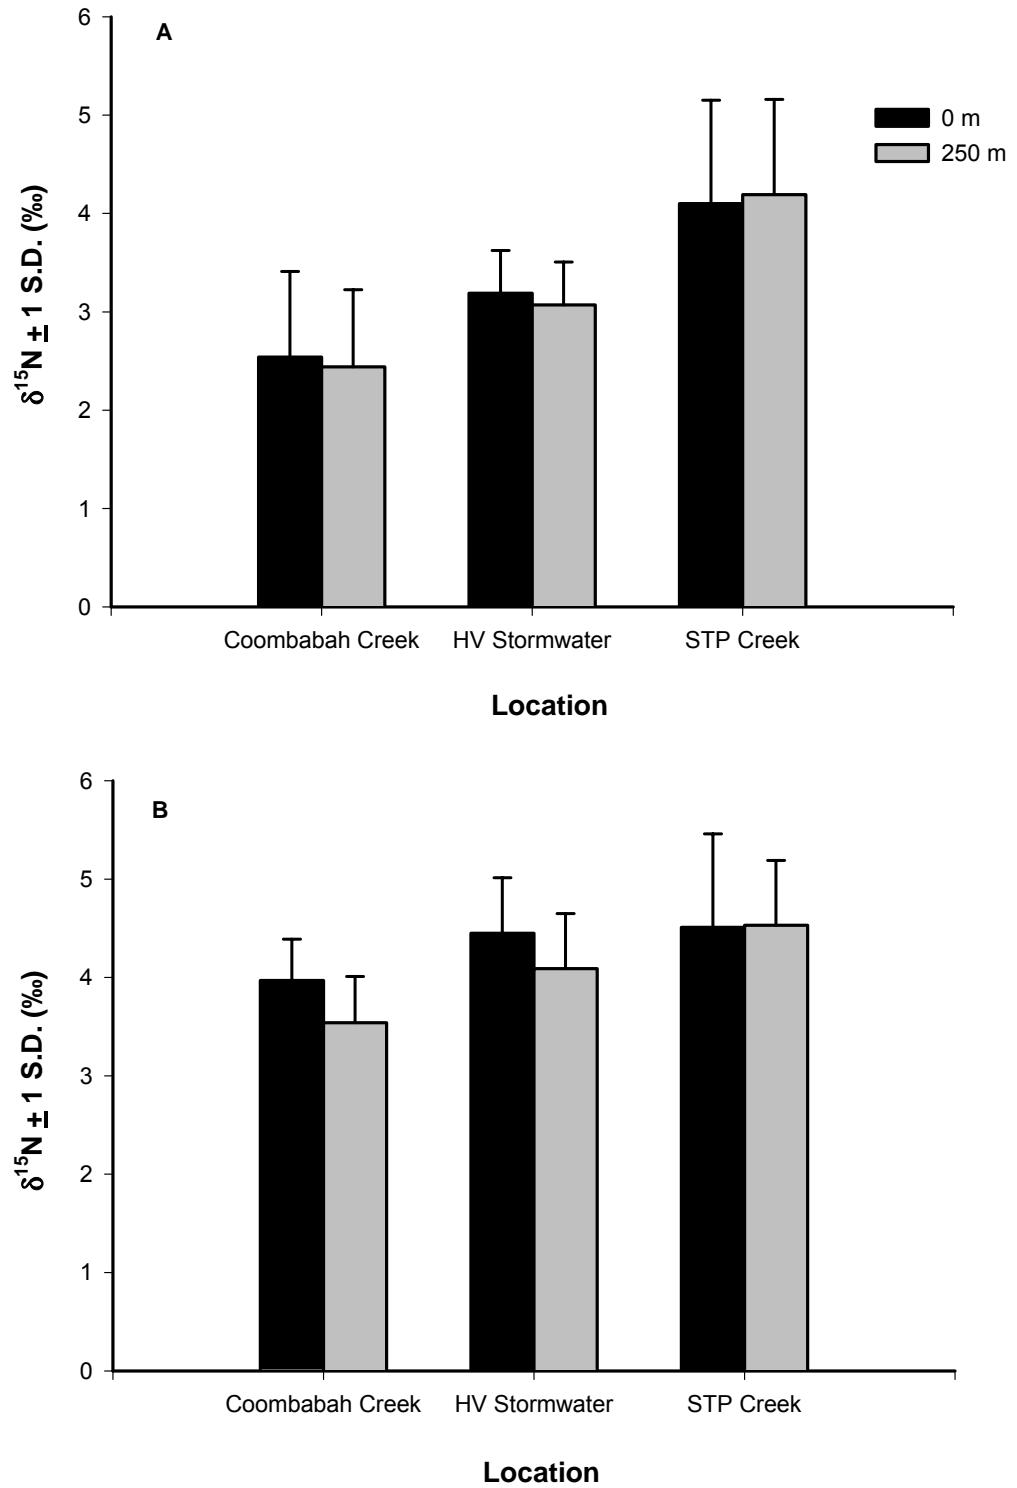 A
6
5
4
3
2
1
0
δ¹⁵N ± 1 S.D. (‰)
0 m
250 m
Coombabah Creek
HV Stormwater
STP Creek
Location
B
6
5
4
3
2
1
0
δ¹⁵N ± 1 S.D. (‰)
Coombabah Creek
HV Stormwater
STP Creek
Location